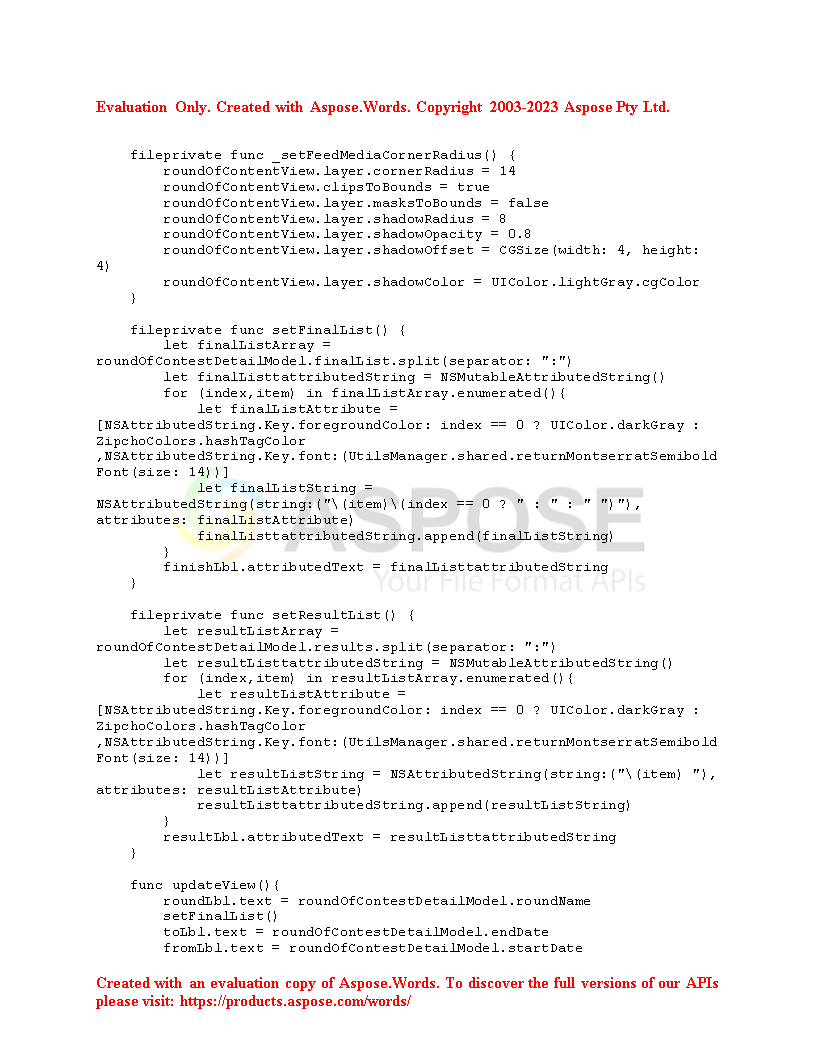 Evaluation Only. Created with Aspose.Words. Copyright 2003-2023 Aspose Pty Ltd.
fileprivate func _setFeedMediaCornerRadius() {
roundOfContentView.layer.cornerRadius = 14
roundOfContentView.clipsToBounds = true
roundOfContentView.layer.masksToBounds = false
roundOfContentView.layer.shadowRadius = 8
roundOfContentView.layer.shadowOpacity = 0.8
roundOfContentView.layer.shadowOffset = CGSize(width: 4, height:
4)
roundOfContentView.layer.shadowColor = UIColor.lightGray.cgColor
}
fileprivate func setFinalList() {
let finalListArray =
roundOfContestDetailModel.finalList.split(separator: ":")
let finalListtattributedString = NSMutableAttributedString()
for (index,item) in finalListArray.enumerated(){
let finalListAttribute =
[NSAttributedString.Key.foregroundColor: index == 0 ? UIColor.darkGray :
ZipchoColors.hashTagColor
,NSAttributedString.Key.font:(UtilsManager.shared.returnMontserratSemibold
Font(size: 14))]
let finalListString =
NSAttributedString(string:("\(item)\(index == 0 ? " : " : " ")"),
attributes: finalListAttribute)
finalListtattributedString.append(finalListString)
}
finishLbl.attributedText = finalListtattributedString
}
ASPOSE
Your File Format APIs
fileprivate func setResultList() {
let resultListArray =
roundOfContestDetailModel.results.split(separator: ":")
let resultListtattributedString = NSMutableAttributedString()
for (index,item) in resultListArray.enumerated(){
let resultListAttribute =
[NSAttributedString.Key.foregroundColor: index == 0 ? UIColor.darkGray :
ZipchoColors.hashTagColor
,NSAttributedString.Key.font:(UtilsManager.shared.returnMontserratSemibold
Font(size: 14))]
let resultListString = NSAttributedString(string:("\(item) "),
attributes: resultListAttribute)
resultListtattributedString.append(resultListString)
}
resultLbl.attributedText = resultListtattributedString
}
func updateView(){
roundLbl.text = roundOfContestDetailModel.roundName
setFinalList()
toLbl.text = roundOfContestDetailModel.endDate
fromLbl.text = roundOfContestDetailModel.startDate
Created with an evaluation copy of Aspose.Words. To discover the full versions of our APIs
please visit: https://products.aspose.com/words/